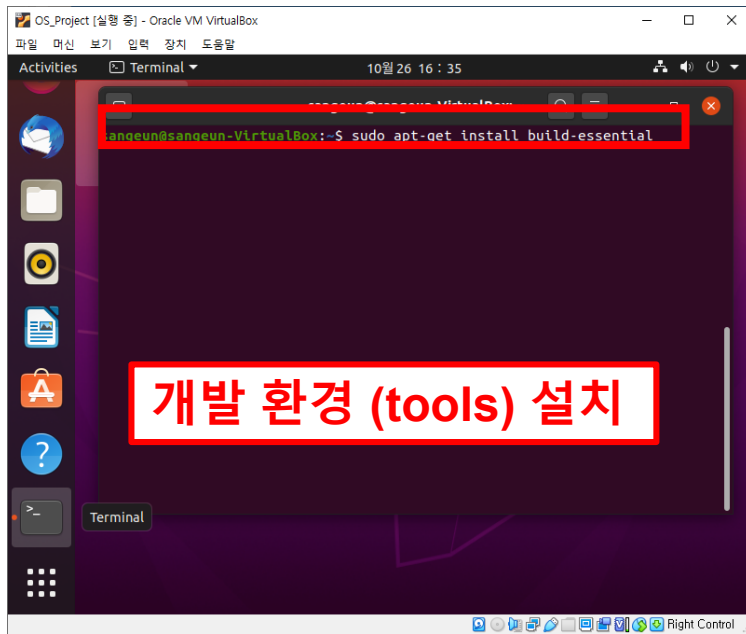 OS_Project [실행 중] - Oracle VM VirtualBox
파일 머신 보기 입력 장치 도움말
Activities Terminal 10월 26 16 : 35
sangeun@sangeun-VirtualBox:~$ sudo apt-get install build-essential
개발 환경 (tools) 설치
Terminal
Right Control